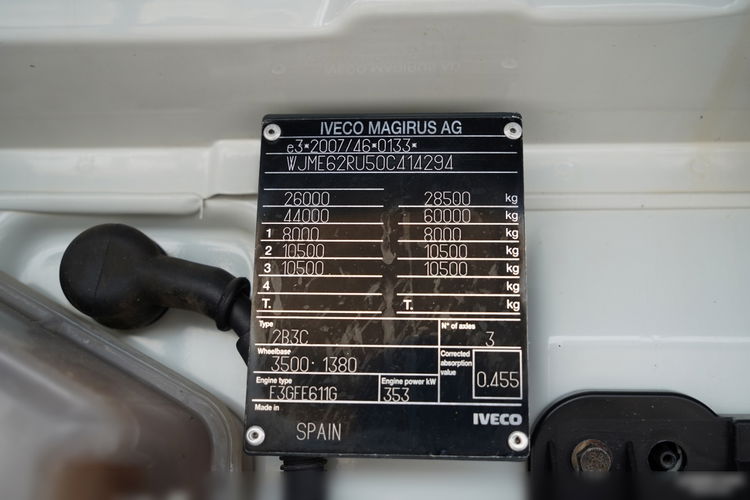 IVECO MAGIRUS AG
e3*2007/46*0133*
WJME62RU50C414294
26000 28500 kg
44000 60000 kg
1 8000 8000 kg
2 10500 10500 kg
3 10500 10500 kg
4 kg
T. T. kg
Type N° of axles
2B3C 3
Wheelbase
3500 · 1380
Corrected absorption value
0.455
Engine type Engine power kW
F3GFE611G 353
Made in
SPAIN
IVECO